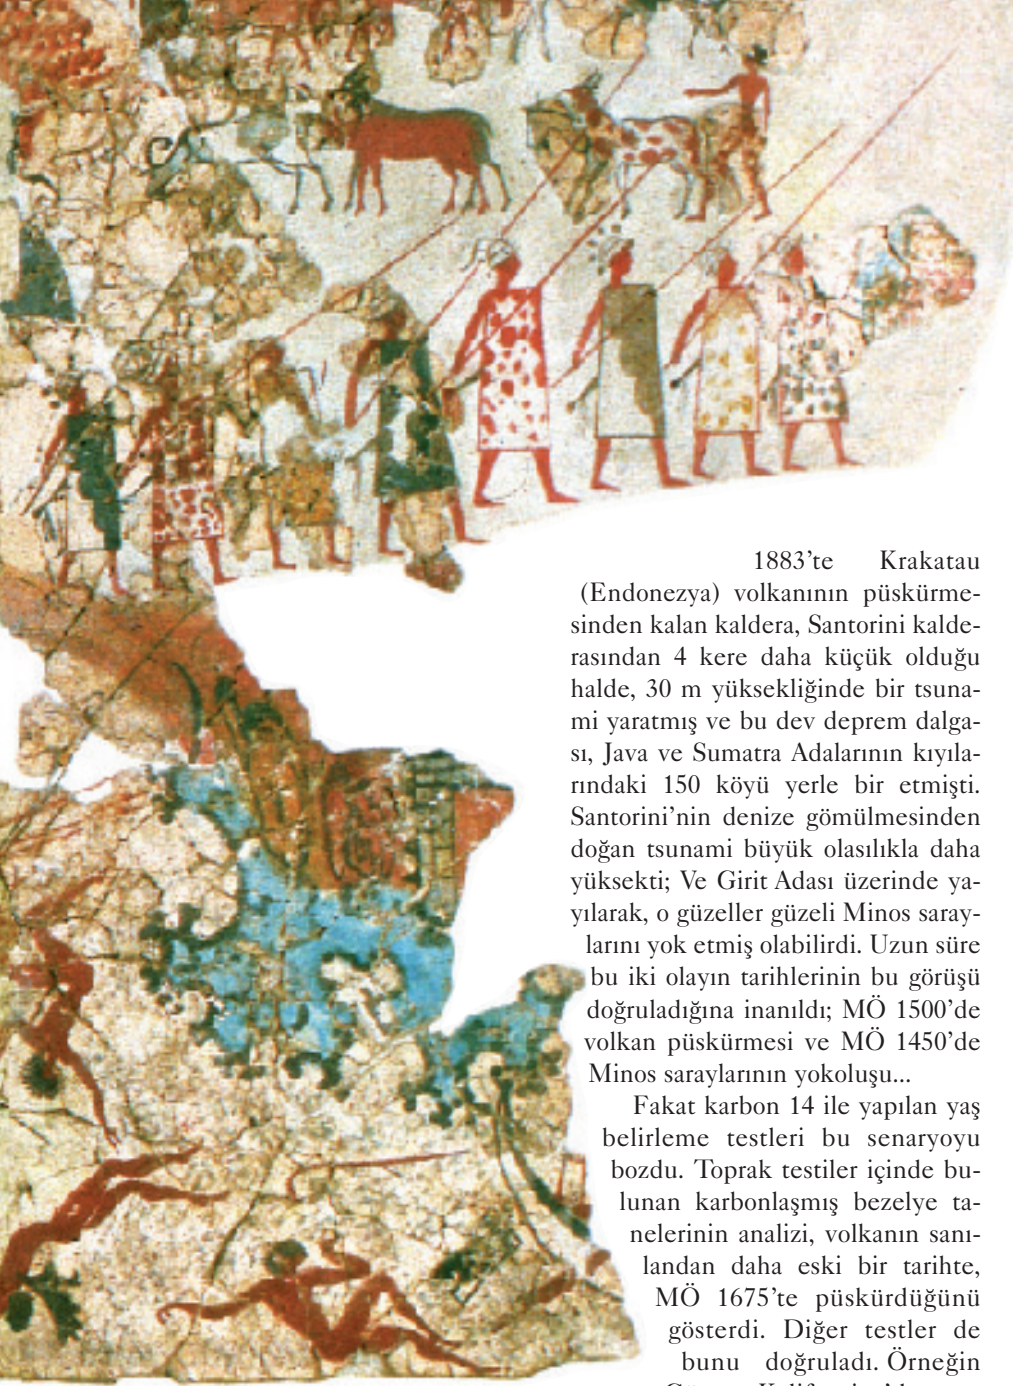 1883’te Krakatau
(Endonezya) volkanının püskürme-
sinden kalan kaldera, Santorini kalde-
rasından 4 kere daha küçük olduğu
halde, 30 m yüksekliğinde bir tsuna-
mi yaratmış ve bu dev deprem dalga-
sı, Java ve Sumatra Adalarının kıyıla-
rındaki 150 köyü yerle bir etmişti.
Santorini’nin denize gömülmesinden
doğan tsunami büyük olasılıkla daha
yüksekti; Ve Girit Adası üzerinde ya-
yılarak, o güzeller güzeli Minos saray-
larını yok etmiş olabilirdi. Uzun süre
bu iki olayın tarihlerinin bu görüşü
doğruladığına inanıldı; MÖ 1500’de
volkan püskürmesi ve MÖ 1450’de
Minos saraylarının yokoluşu...
Fakat karbon 14 ile yapılan yaş
belirleme testleri bu senaryoyu
bozdu. Toprak testiler içinde bu-
lunan karbonlaşmış bezelye ta-
nelerinin analizi, volkanın sanı-
landan daha eski bir tarihte,
MÖ 1675’te püskürdüğünü
gösterdi. Diğer testler de
bunu doğruladı. Örneğin